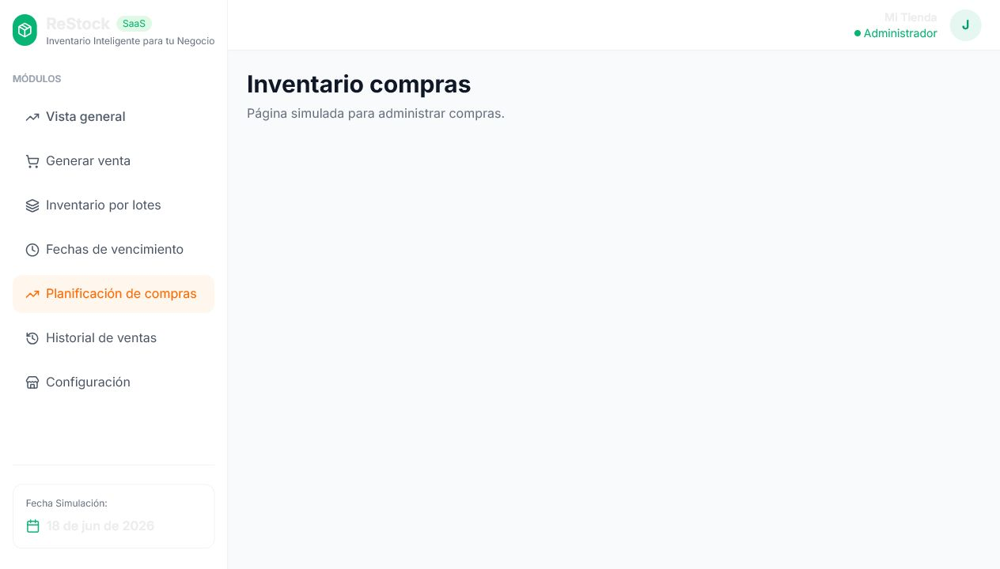 ReStock SaaS
Inventario Inteligente para tu Negocio
MÓDULOS
Vista general
Generar venta
Inventario por lotes
Fechas de vencimiento
Planificación de compras
Historial de ventas
Configuración
Fecha Simulación:
18 de jun de 2026
Mi Tienda
Administrador
J
Inventario compras
Página simulada para administrar compras.